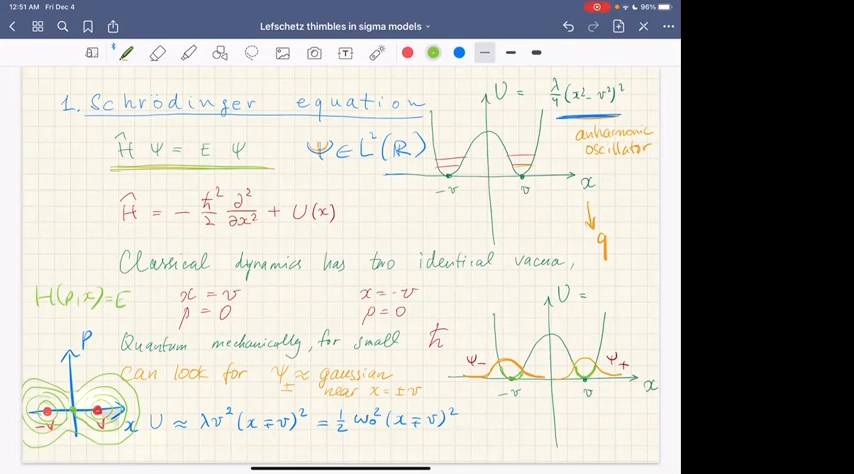 12:51 AM Fri Dec 4
96%
Lefschetz thimbles in sigma models
1. Schrödinger equation
U = λ/4 (x² - v²)²
anharmonic
oscillator
Ĥ Ψ = E Ψ
Ψ ∈ L²(ℝ)
-v
v
x
Ĥ = - ℏ²/2 ∂²/∂x² + U(x)
q
Classical dynamics has two identical vacua,
H(p,x)=E
x = v
x = -v
p = 0
p = 0
U =
Quantum mechanically, for small ℏ
p
Ψ-
Ψ+
can look for Ψ± ≈ gaussian
near x = ±v
-v
v
x
-v
v
x
U ≈ λv²(x∓v)² = 1/2 ω₀²(x∓v)²